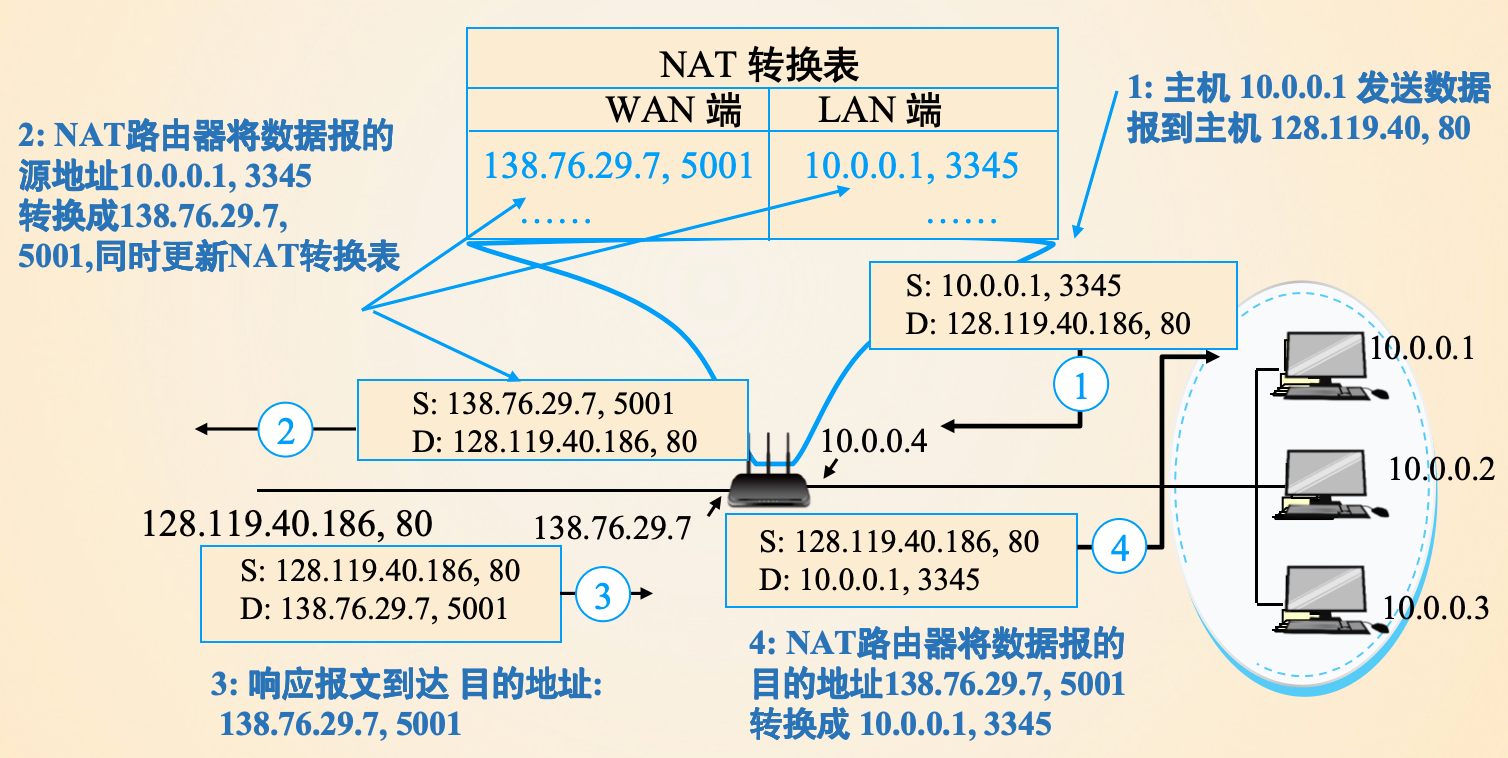 NAT 转换表
WAN 端 LAN 端
138.76.29.7, 5001 10.0.0.1, 3345
…… ……
1: 主机 10.0.0.1 发送数据
报到主机 128.119.40, 80
2: NAT路由器将数据报的
源地址10.0.0.1, 3345
转换成138.76.29.7,
5001,同时更新NAT转换表
S: 10.0.0.1, 3345
D: 128.119.40.186, 80
1
S: 138.76.29.7, 5001
D: 128.119.40.186, 80
2
10.0.0.4
10.0.0.1
10.0.0.2
10.0.0.3
128.119.40.186, 80
138.76.29.7
S: 128.119.40.186, 80
D: 138.76.29.7, 5001
3
S: 128.119.40.186, 80
D: 10.0.0.1, 3345
4
3: 响应报文到达 目的地址:
138.76.29.7, 5001
4: NAT路由器将数据报的
目的地址138.76.29.7, 5001
转换成 10.0.0.1, 3345